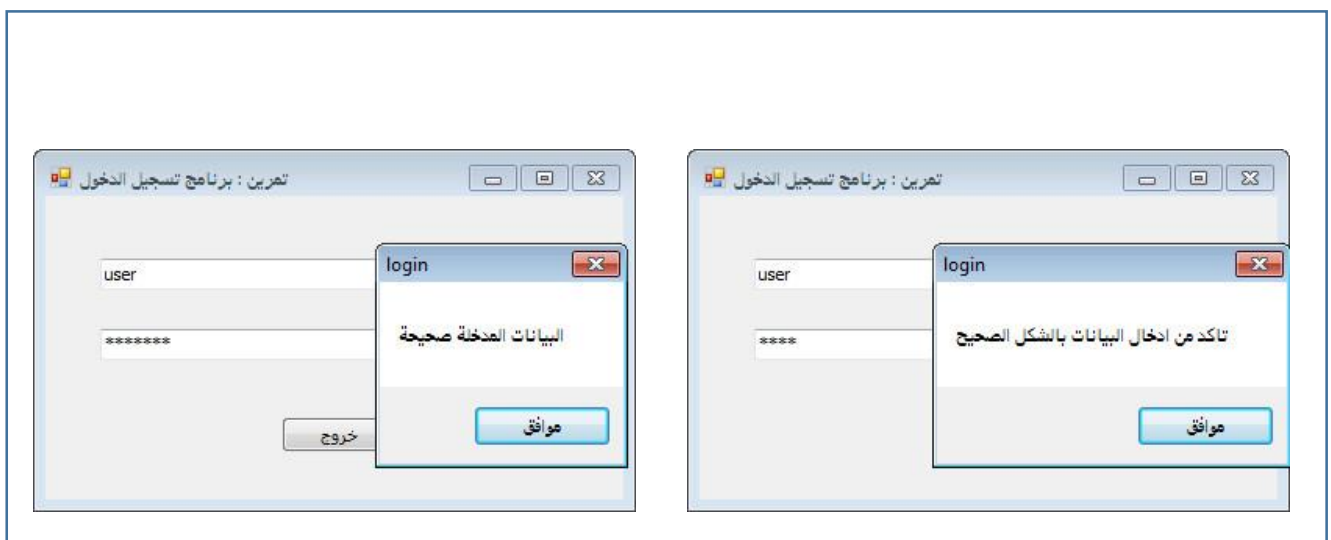 تمرين : برنامج تسجيل الدخول
login
user
البيانات المدخلة صحيحة
*******
موافق
خروج
تمرين : برنامج تسجيل الدخول
login
user
تاكد من ادخال البيانات بالشكل الصحيح
****
موافق